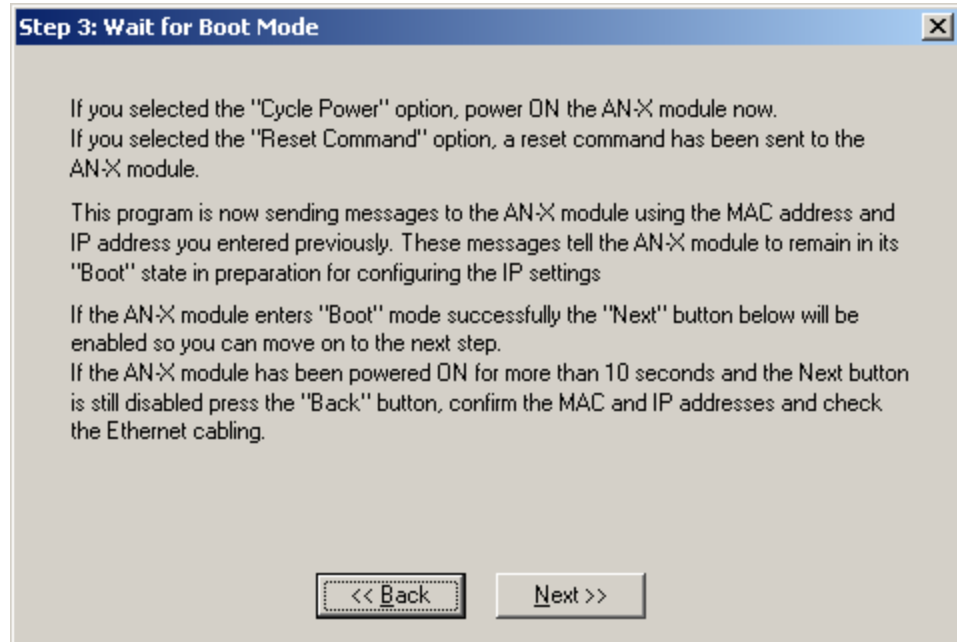 Step 3: Wait for Boot Mode
If you selected the "Cycle Power" option, power ON the AN-X module now.
If you selected the "Reset Command" option, a reset command has been sent to the
AN-X module.
This program is now sending messages to the AN-X module using the MAC address and
IP address you entered previously. These messages tell the AN-X module to remain in its
"Boot" state in preparation for configuring the IP settings
If the AN-X module enters "Boot" mode successfully the "Next" button below will be
enabled so you can move on to the next step.
If the AN-X module has been powered ON for more than 10 seconds and the Next button
is still disabled press the "Back" button, confirm the MAC and IP addresses and check
the Ethernet cabling.
<< Back
Next >>